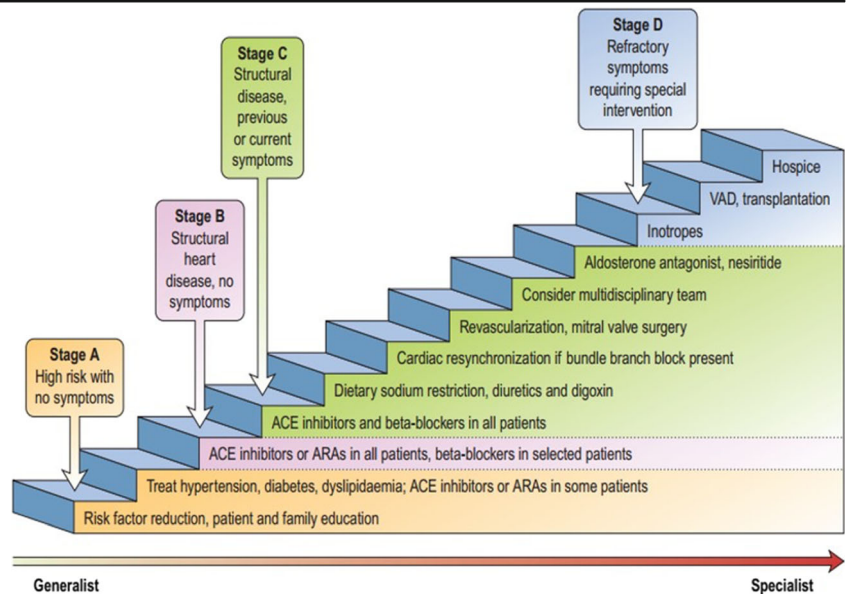 Stage D
Refractory
symptoms
requiring special
intervention
Stage C
Structural
disease,
previous
or current
symptoms
Stage B
Structural
heart
disease, no
symptoms
Stage A
High risk with
no symptoms
Hospice
VAD, transplantation
Inotropes
Aldosterone antagonist, nesiritide
Consider multidisciplinary team
Revascularization, mitral valve surgery
Cardiac resynchronization if bundle branch block present
Dietary sodium restriction, diuretics and digoxin
ACE inhibitors and beta-blockers in all patients
ACE inhibitors or ARAs in all patients, beta-blockers in selected patients
Treat hypertension, diabetes, dyslipidaemia; ACE inhibitors or ARAs in some patients
Risk factor reduction, patient and family education
Generalist
Specialist